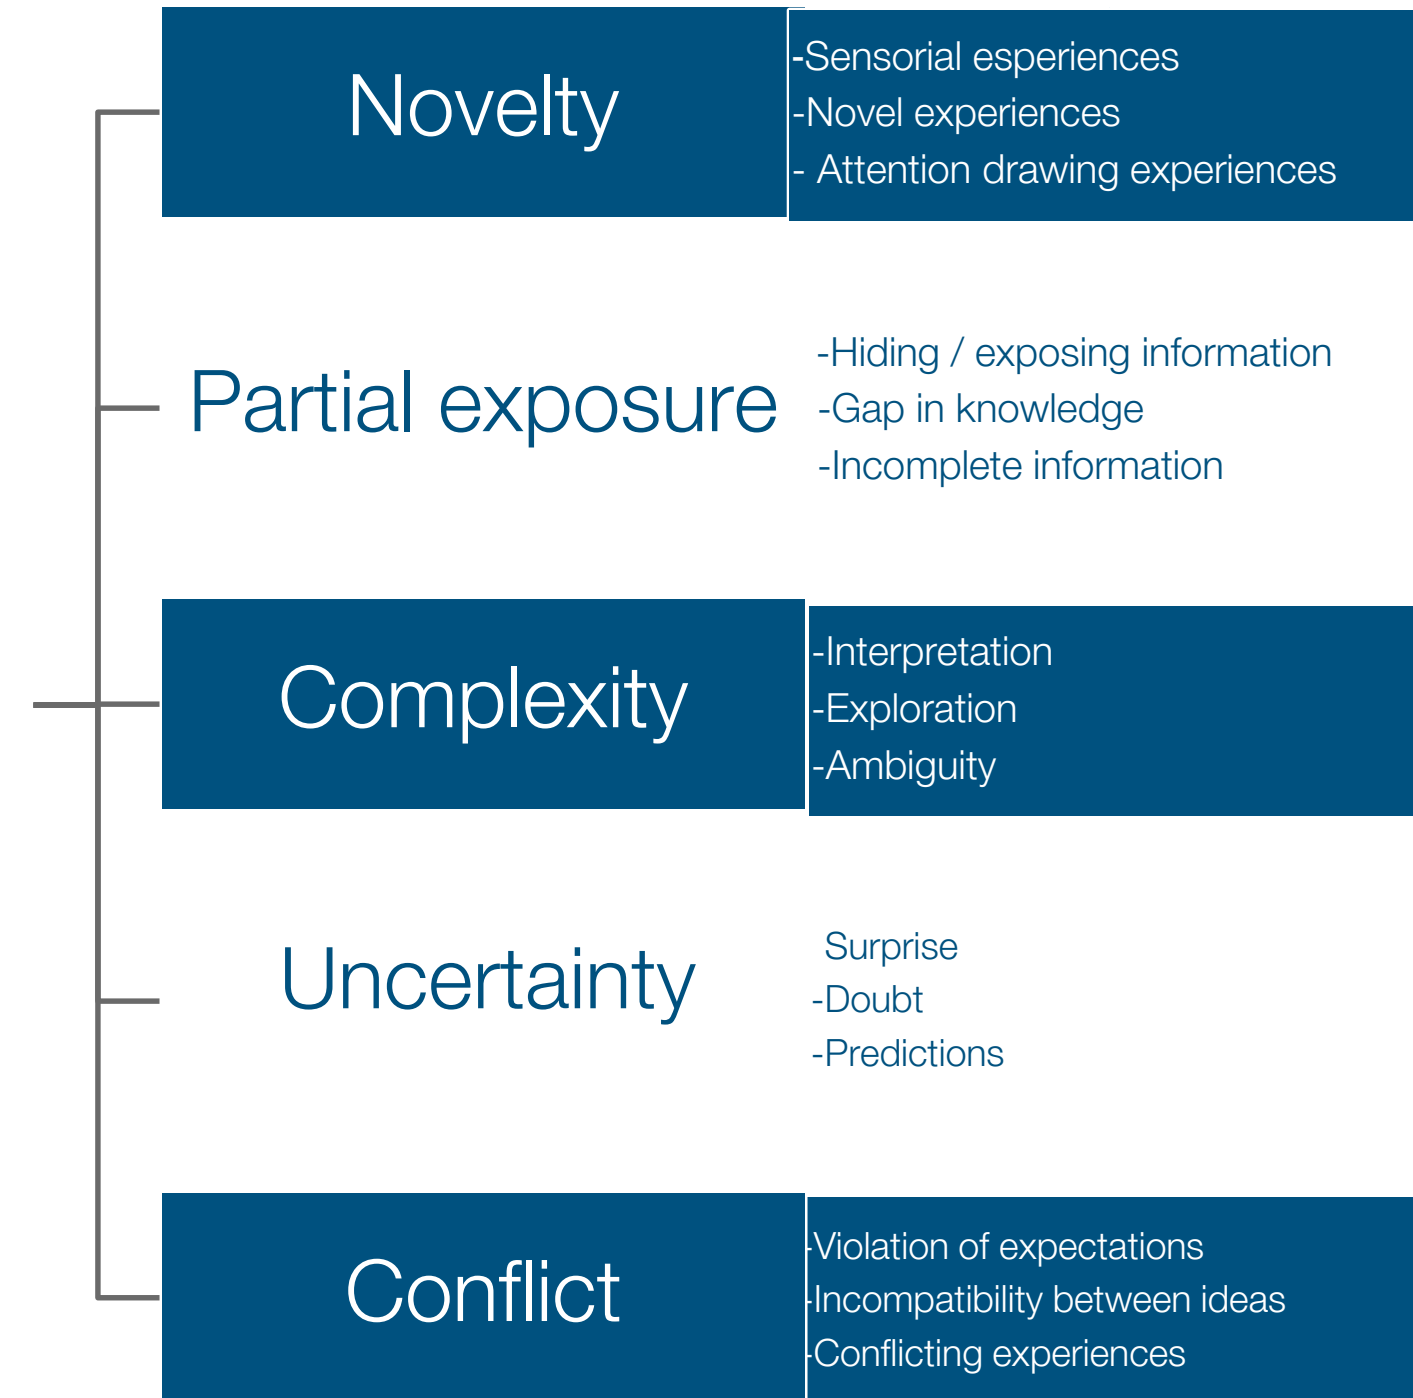 Novelty
-Sensorial esperiences
-Novel experiences
- Attention drawing experiences
Partial exposure
-Hiding / exposing information
-Gap in knowledge
-Incomplete information
Complexity
-Interpretation
-Exploration
-Ambiguity
Uncertainty
Surprise
-Doubt
-Predictions
Conflict
-Violation of expectations
-Incompatibility between ideas
-Conflicting experiences